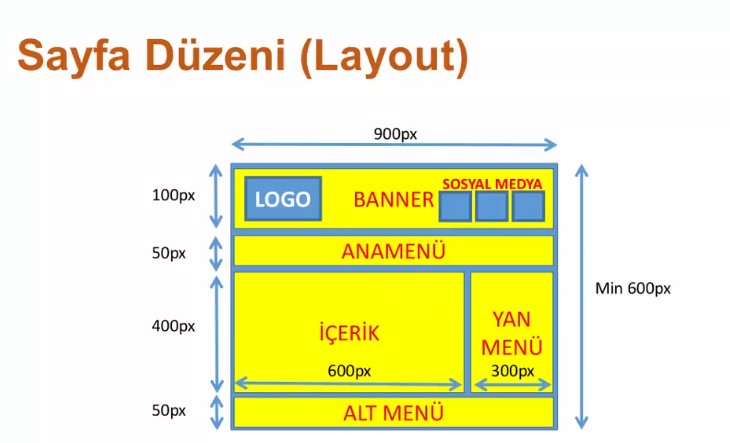 Sayfa Düzeni (Layout)
900px
100px
LOGO
BANNER
SOSYAL MEDYA
50px
ANAMENÜ
Min 600px
400px
İÇERİK
YAN
MENÜ
600px
300px
50px
ALT MENÜ